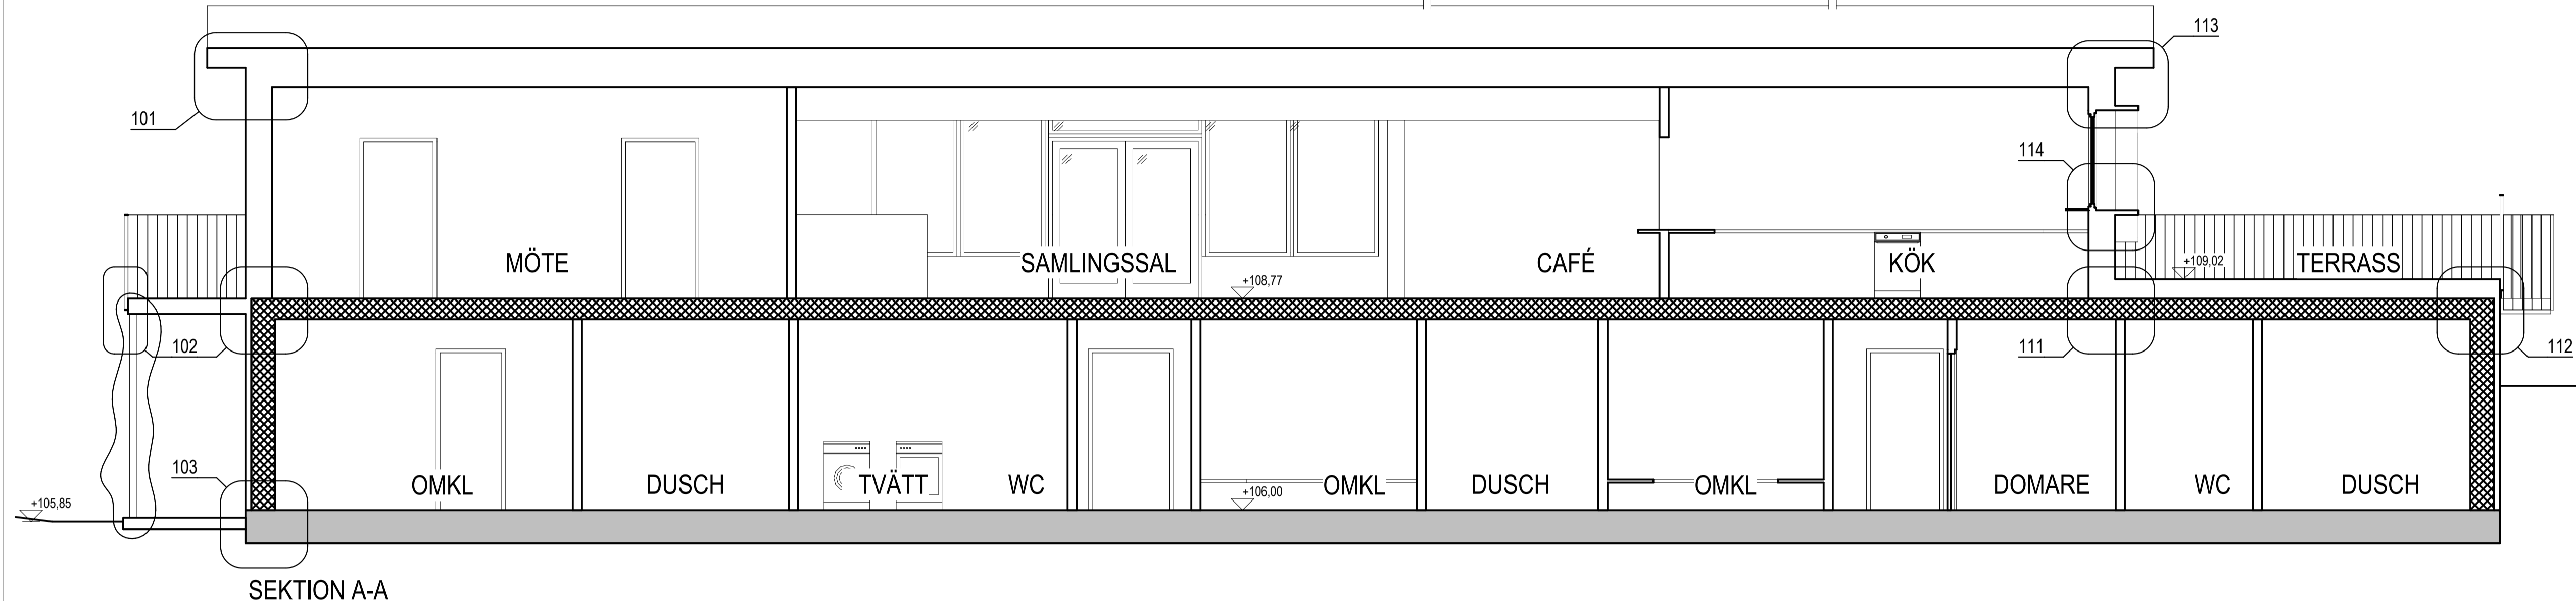 113
101
114
MÖTE
SAMLINGSSAL
CAFÉ
KÖK
+109,02
TERRASS
+108,77
102
111
112
103
OMKL
DUSCH
TVÄTT
WC
+106,00
OMKL
DUSCH
OMKL
DOMARE
WC
DUSCH
+105,85
SEKTION A-A